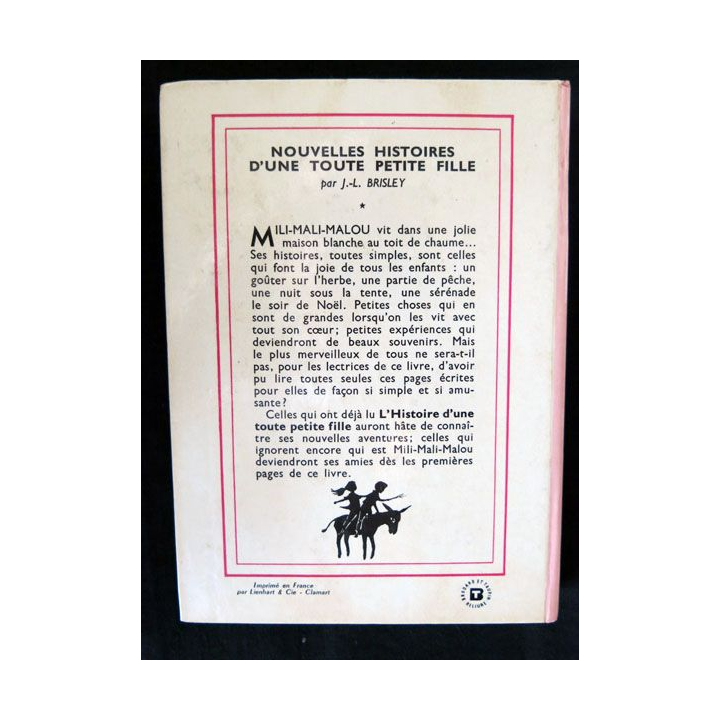 NOUVELLES HISTOIRES
D'UNE TOUTE PETITE FILLE
par J.-L. BRISLEY
*
MILI-MALI-MALOU vit dans une jolie
maison blanche au toit de chaume...
Ses histoires, toutes simples, sont celles
qui font la joie de tous les enfants : un
goûter sur l'herbe, une partie de pêche,
une nuit sous la tente, une sérénade
le soir de Noël. Petites choses qui en
sont de grandes lorsqu'on les vit avec
tout son cœur; petites expériences qui
deviendront de beaux souvenirs. Mais
le plus merveilleux de tous ne sera-t-il
pas, pour les lectrices de ce livre, d'avoir
pu lire toutes seules ces pages écrites
pour elles de façon si simple et si amu-
sante?
Celles qui ont déjà lu L'Histoire d'une
toute petite fille auront hâte de connaî-
tre ses nouvelles aventures; celles qui
ignorent encore qui est Mili-Mali-Malou
deviendront ses amies dès les premières
pages de ce livre.
Imprimé en France
par Lienhart & Cie - Clamart
BRODARD ET TAUPIN
BT
RELIURE